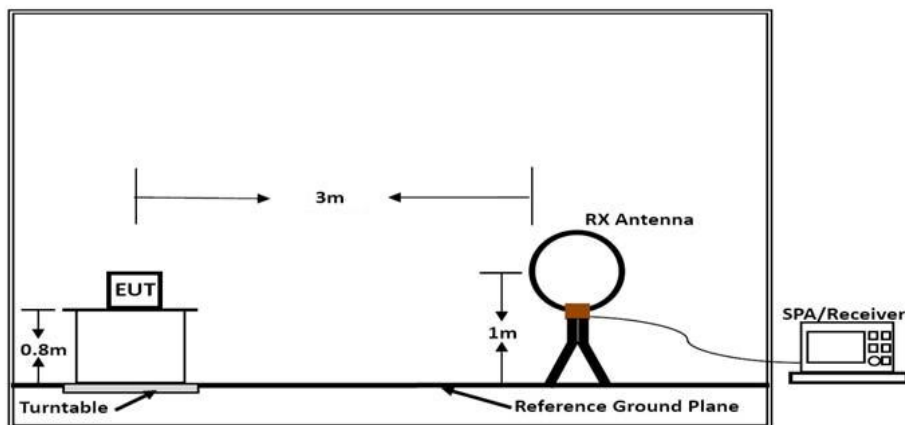 3m
RX Antenna
EUT
SPA/Receiver
0.8m
1m
Turntable
Reference Ground Plane